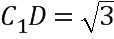 C₁D = √3